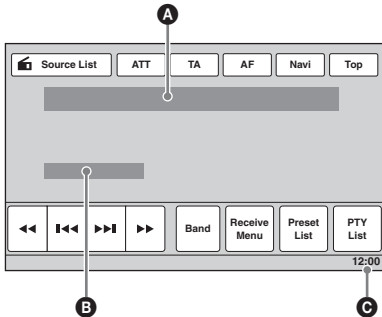 A
Source List ATT TA AF Navi Top
Band Receive Menu Preset List PTY List
12:00
B C